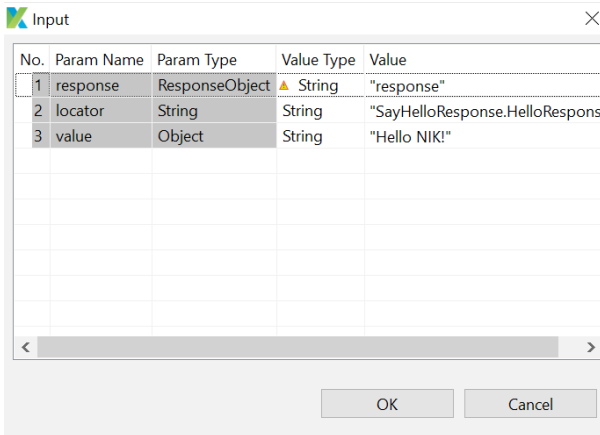 Input
No. Param Name Param Type Value Type Value
1 response ResponseObject String "response"
2 locator String String "SayHelloResponse.HelloRespons
3 value Object String "Hello NIK!"
OK Cancel